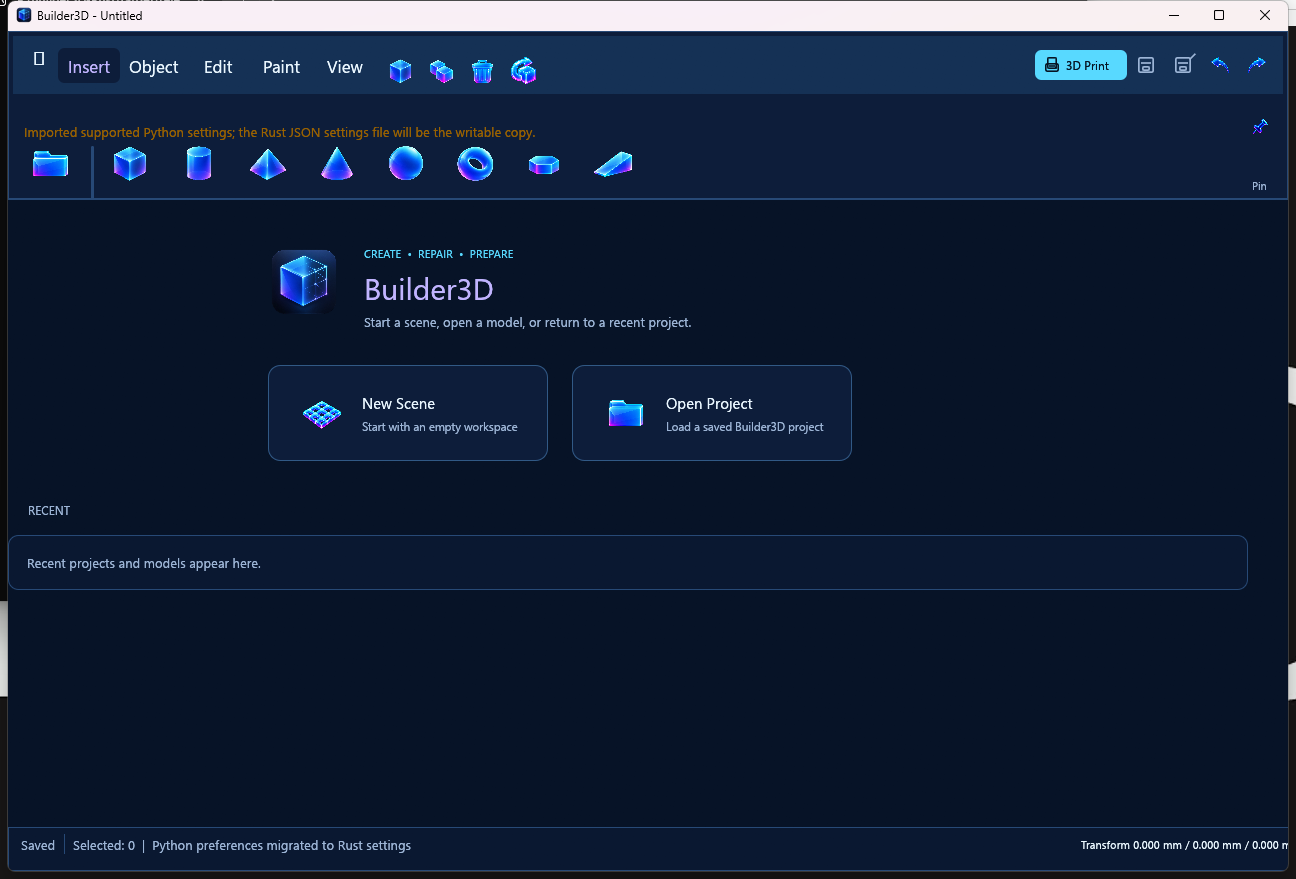 Builder3D - Untitled
Insert Object Edit Paint View 3D Print
Imported supported Python settings; the Rust JSON settings file will be the writable copy.
Pin
CREATE • REPAIR • PREPARE
Builder3D
Start a scene, open a model, or return to a recent project.
New Scene
Start with an empty workspace
Open Project
Load a saved Builder3D project
RECENT
Recent projects and models appear here.
Saved Selected: 0 | Python preferences migrated to Rust settings Transform 0.000 mm / 0.000 mm / 0.000 m